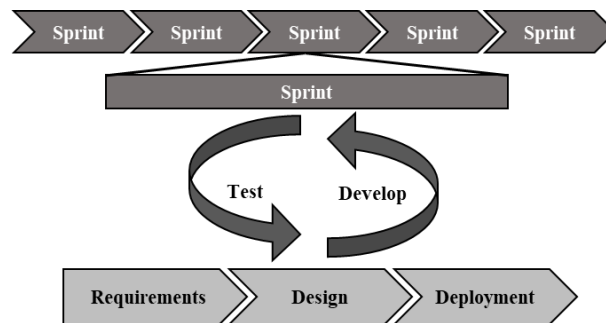 Sprint Sprint Sprint Sprint Sprint
Sprint
Test Develop
Requirements Design Deployment